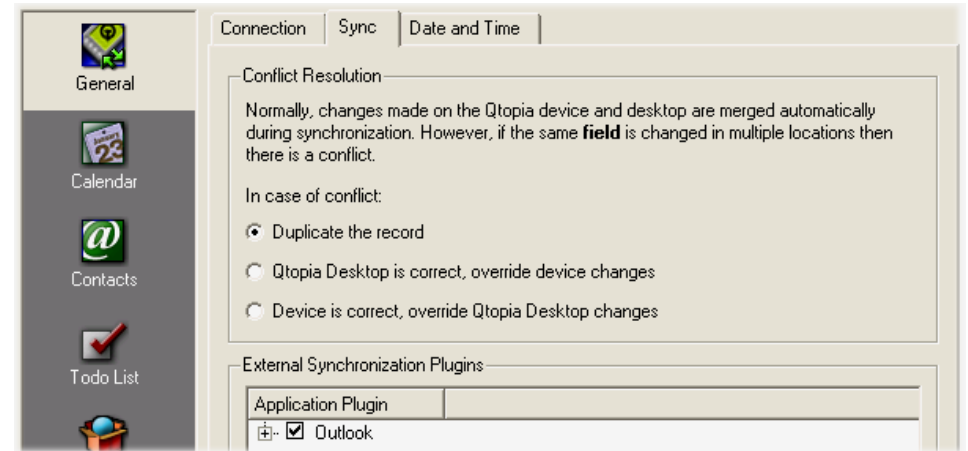 Connection Sync Date and Time
General
Conflict Resolution
Normally, changes made on the Qtopia device and desktop are merged automatically
during synchronization. However, if the same field is changed in multiple locations then
there is a conflict.
In case of conflict:
Duplicate the record
Qtopia Desktop is correct, override device changes
Device is correct, override Qtopia Desktop changes
Calendar
January
23
Contacts
Todo List
External Synchronization Plugins
Application Plugin
Outlook